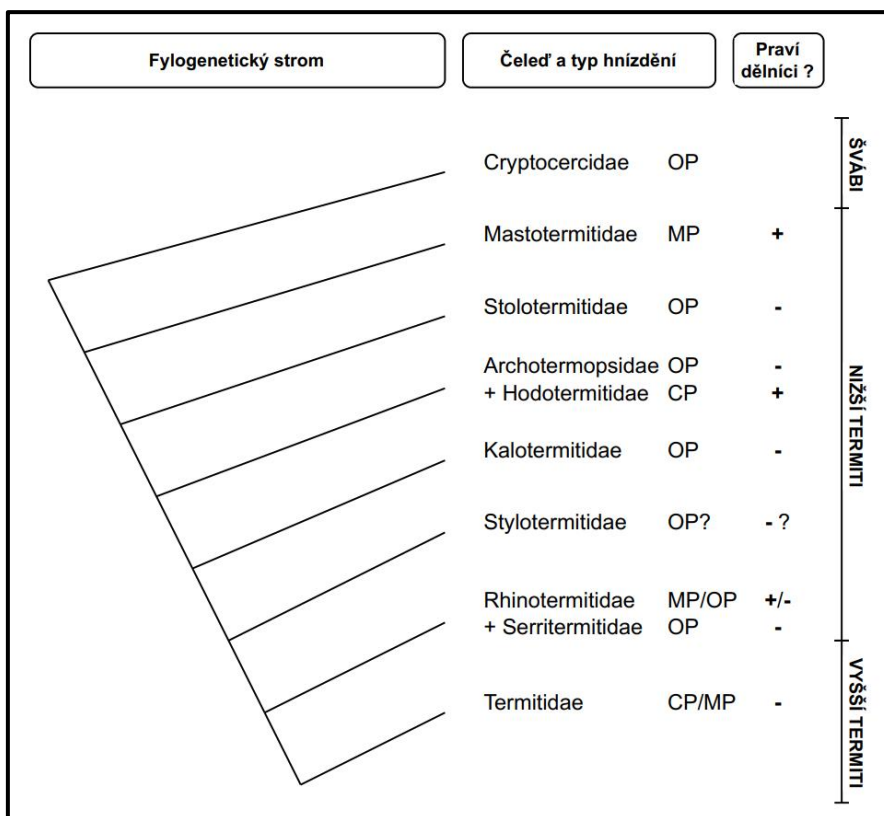 Fylogenetický strom
Čeleď a typ hnízdění
Praví
dělníci ?
Cryptocercidae OP
Mastotermitidae MP +
Stolotermitidae OP -
Archotermopsidae OP -
+ Hodotermitidae CP +
Kalotermitidae OP -
Stylotermitidae OP? - ?
Rhinotermitidae MP/OP +/-
+ Serritermitidae OP -
Termitidae CP/MP -
ŠVÁBI
NIŽŠÍ TERMITI
VYŠŠÍ TERMITI